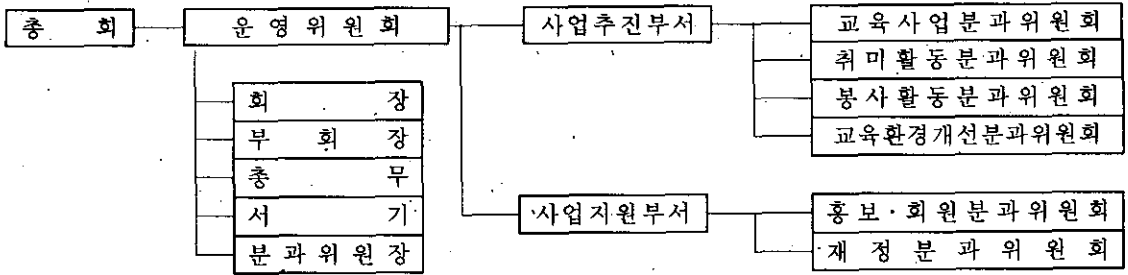 총 회
운영위원회
사업추진부서
교육사업분과위원회
취미활동분과위원회
봉사활동분과위원회
교육환경개선분과위원회
회 장
부 회 장
총 무
서 기
분과위원장
사업지원부서
홍보·회원분과위원회
재정분과위원회